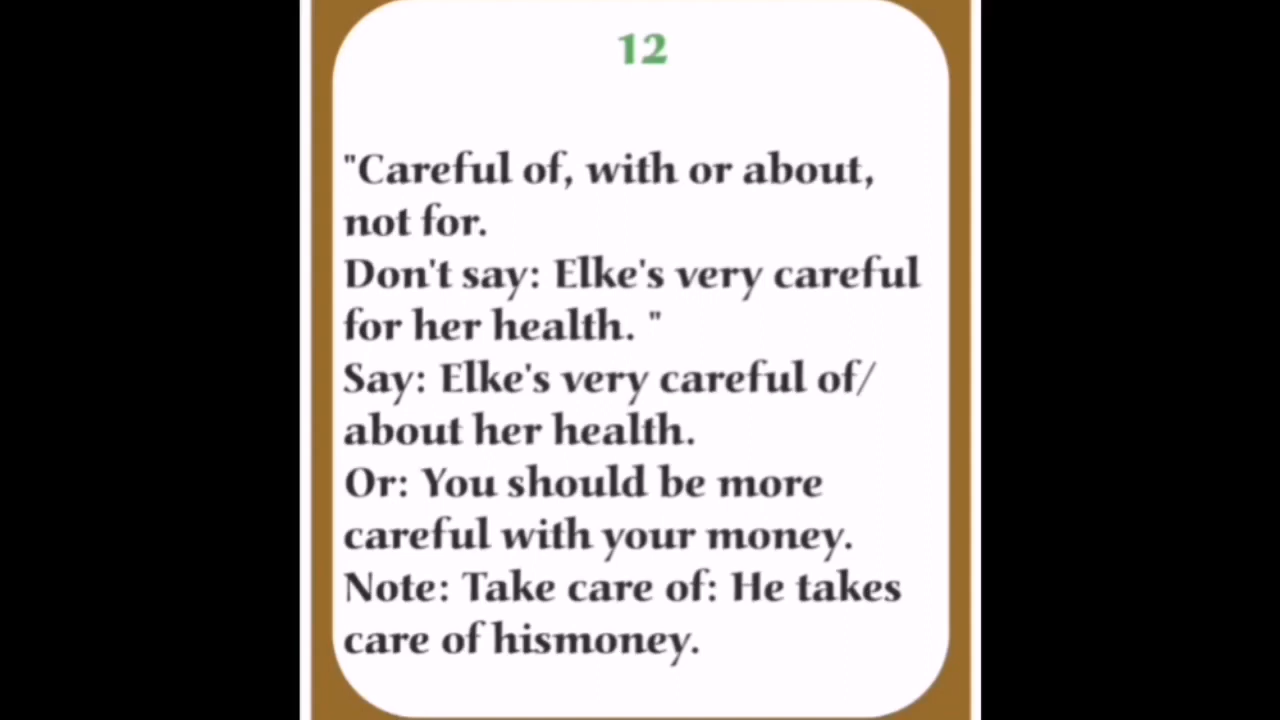 12
"Careful of, with or about,
not for.
Don't say: Elke's very careful
for her health. "
Say: Elke's very careful of/
about her health.
Or: You should be more
careful with your money.
Note: Take care of: He takes
care of hismoney.